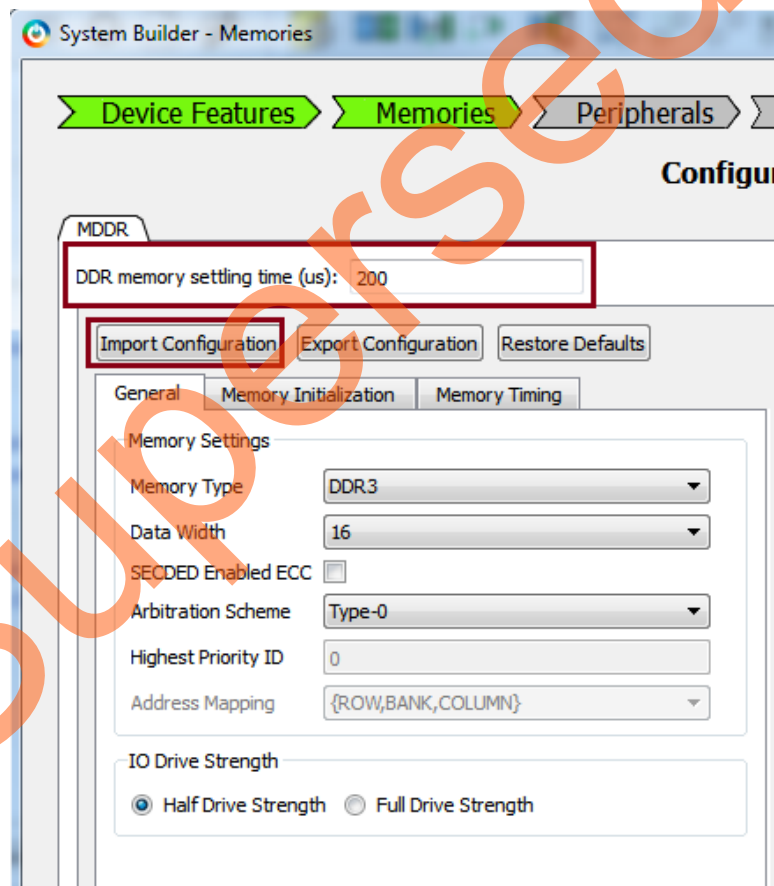 System Builder - Memories
Device Features Memories Peripherals
Configu
MDDR
DDR memory settling time (us): 200
Import Configuration Export Configuration Restore Defaults
General Memory Initialization Memory Timing
Memory Settings
Memory Type DDR3
Data Width 16
SECDED Enabled ECC
Arbitration Scheme Type-0
Highest Priority ID 0
Address Mapping {ROW,BANK,COLUMN}
IO Drive Strength
Half Drive Strength Full Drive Strength
Superse